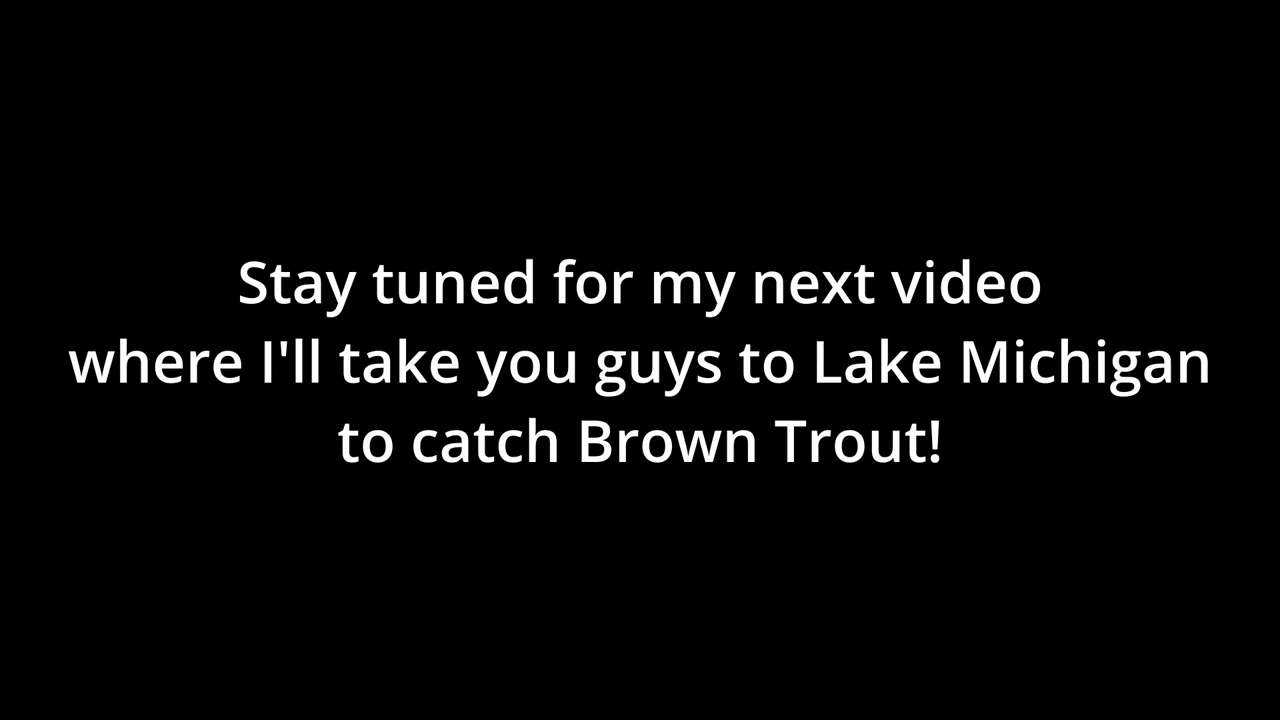 Stay tuned for my next video
where I'll take you guys to Lake Michigan
to catch Brown Trout!